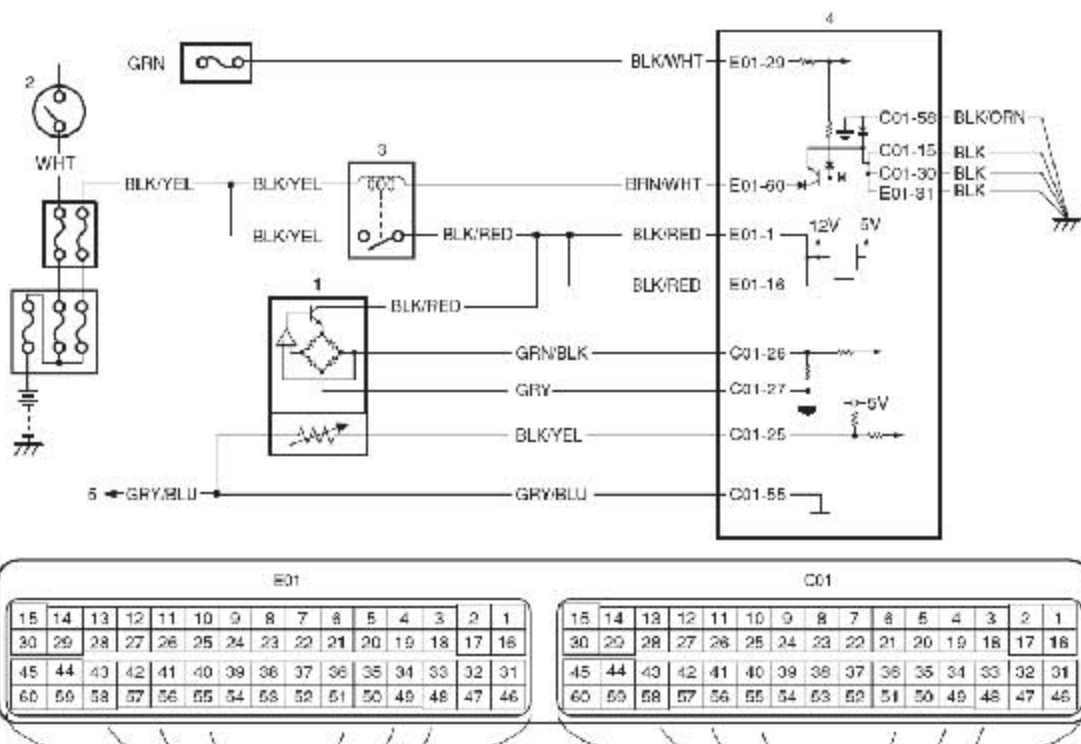 4
GRN BLK/WHT E01-29
2
C01-58 BLK/ORN
3 C01-15 BLK
WHT C01-30 BLK
BLK/YEL BLK/YEL BRN/WHT E01-60 E01-31 BLK
12V 5V
BLK/YEL BLK/RED BLK/RED E01-1
1 BLK/RED E01-16
BLK/RED
GRN/BLK C01-26
GRY C01-27
5V
BLK/YEL C01-25
5 GRY/BLU GRY/BLU C01-55
E01 C01
15 14 13 12 11 10 9 8 7 6 5 4 3 2 1 15 14 13 12 11 10 9 8 7 6 5 4 3 2 1
30 29 28 27 26 25 24 23 22 21 20 19 18 17 16 30 29 28 27 26 25 24 23 22 21 20 19 18 17 16
45 44 43 42 41 40 39 38 37 36 35 34 33 32 31 45 44 43 42 41 40 39 38 37 36 35 34 33 32 31
60 59 58 57 56 55 54 53 52 51 50 49 48 47 46 60 59 58 57 56 55 54 53 52 51 50 49 48 47 46